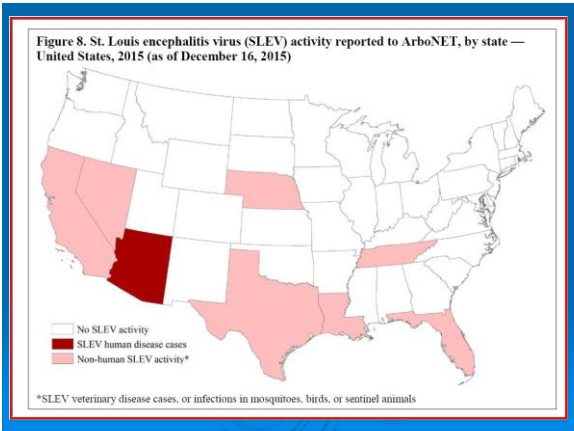 Figure 8. St. Louis encephalitis virus (SLEV) activity reported to ArboNET, by state —
United States, 2015 (as of December 16, 2015)
No SLEV activity
SLEV human disease cases
Non-human SLEV activity*
*SLEV veterinary disease cases, or infections in mosquitoes, birds, or sentinel animals